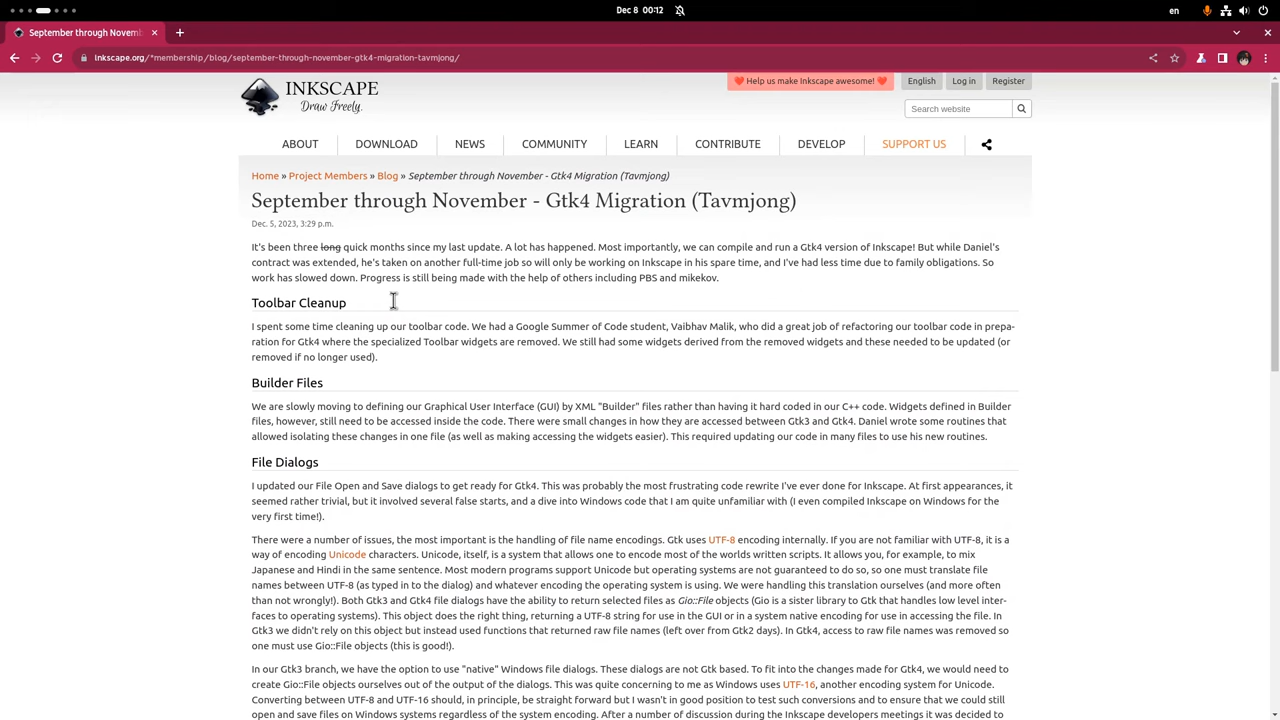 Dec 8 00:12
en
September through Novem
inkscape.org/*membership/blog/september-through-november-gtk4-migration-tavmjong/
INKSCAPE
Draw Freely.
Help us make Inkscape awesome!
English
Log in
Register
Search website
ABOUT
DOWNLOAD
NEWS
COMMUNITY
LEARN
CONTRIBUTE
DEVELOP
SUPPORT US
Home » Project Members » Blog » September through November - Gtk4 Migration (Tavmjong)
September through November - Gtk4 Migration (Tavmjong)
Dec. 5, 2023, 3:29 p.m.
It's been three long quick months since my last update. A lot has happened. Most importantly, we can compile and run a Gtk4 version of Inkscape! But while Daniel's
contract was extended, he's taken on another full-time job so will only be working on Inkscape in his spare time, and I've had less time due to family obligations. So
work has slowed down. Progress is still being made with the help of others including PBS and mikekov.
Toolbar Cleanup
I spent some time cleaning up our toolbar code. We had a Google Summer of Code student, Vaibhav Malik, who did a great job of refactoring our toolbar code in prepa-
ration for Gtk4 where the specialized Toolbar widgets are removed. We still had some widgets derived from the removed widgets and these needed to be updated (or
removed if no longer used).
Builder Files
We are slowly moving to defining our Graphical User Interface (GUI) by XML "Builder" files rather than having it hard coded in our C++ code. Widgets defined in Builder
files, however, still need to be accessed inside the code. There were small changes in how they are accessed between Gtk3 and Gtk4. Daniel wrote some routines that
allowed isolating these changes in one file (as well as making accessing the widgets easier). This required updating our code in many files to use his new routines.
File Dialogs
I updated our File Open and Save dialogs to get ready for Gtk4. This was probably the most frustrating code rewrite I've ever done for Inkscape. At first appearances, it
seemed rather trivial, but it involved several false starts, and a dive into Windows code that I am quite unfamiliar with (I even compiled Inkscape on Windows for the
very first time!).
There were a number of issues, the most important is the handling of file name encodings. Gtk uses UTF-8 encoding internally. If you are not familiar with UTF-8, it is a
way of encoding Unicode characters. Unicode, itself, is a system that allows one to encode most of the worlds written scripts. It allows you, for example, to mix
Japanese and Hindi in the same sentence. Most modern programs support Unicode but operating systems are not guaranteed to do so, so one must translate file
names between UTF-8 (as typed in to the dialog) and whatever encoding the operating system is using. We were handling this translation ourselves (and more often
than not wrongly!). Both Gtk3 and Gtk4 file dialogs have the ability to return selected files as Gio::File objects (Gio is a sister library to Gtk that handles low level inter-
faces to operating systems). This object does the right thing, returning a UTF-8 string for use in the GUI or in a system native encoding for use in accessing the file. In
Gtk3 we didn't rely on this object but instead used functions that returned raw file names (left over from Gtk2 days). In Gtk4, access to raw file names was removed so
one must use Gio::File objects (this is good!).
In our Gtk3 branch, we have the option to use "native" Windows file dialogs. These dialogs are not Gtk based. To fit into the changes made for Gtk4, we would need to
create Gio::File objects ourselves out of the output of the dialogs. This was quite concerning to me as Windows uses UTF-16, another encoding system for Unicode.
Converting between UTF-8 and UTF-16 should, in principle, be straight forward but I wasn't in good position to test such conversions and to ensure that we could still
open and save files on Windows systems regardless of the system encoding. After a number of discussion during the Inkscape developers meetings it was decided to